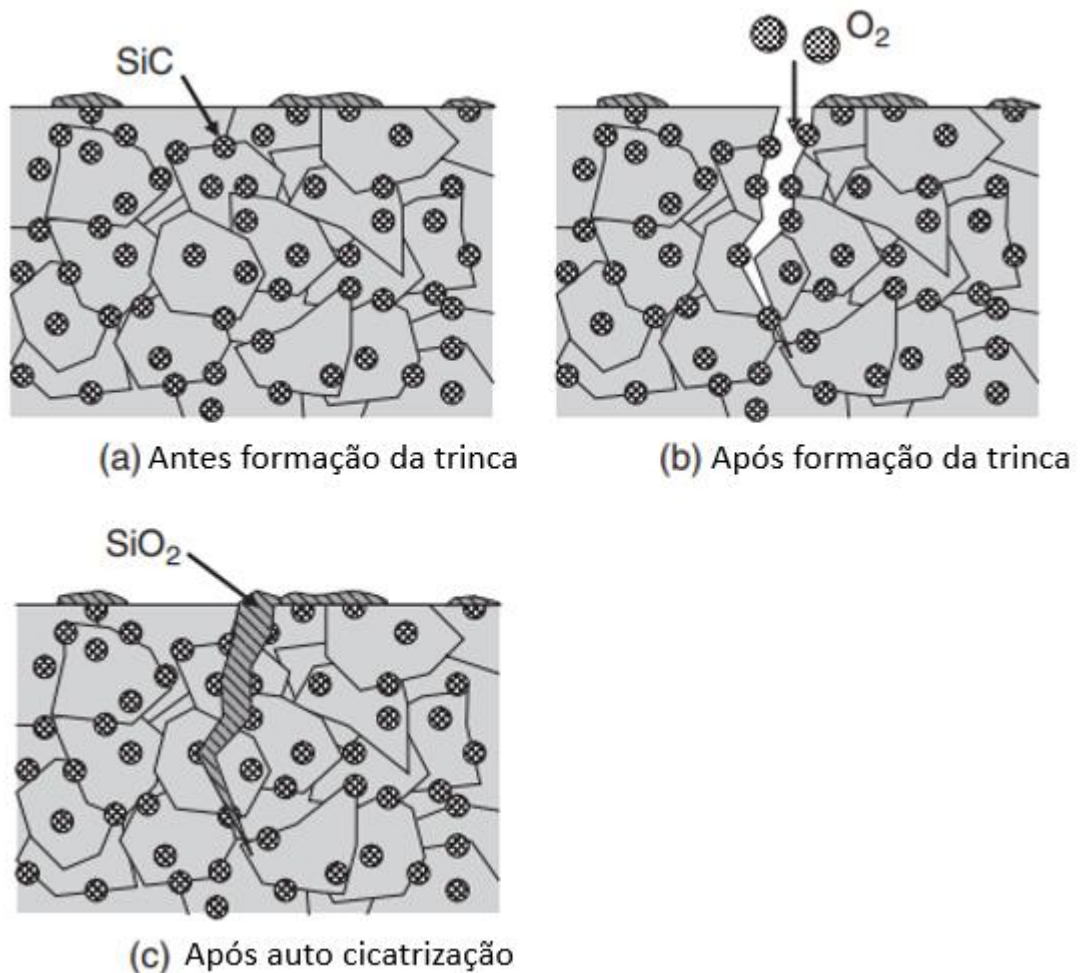 SiC
O₂
(a) Antes formação da trinca
(b) Após formação da trinca
SiO₂
(c) Após auto cicatrização